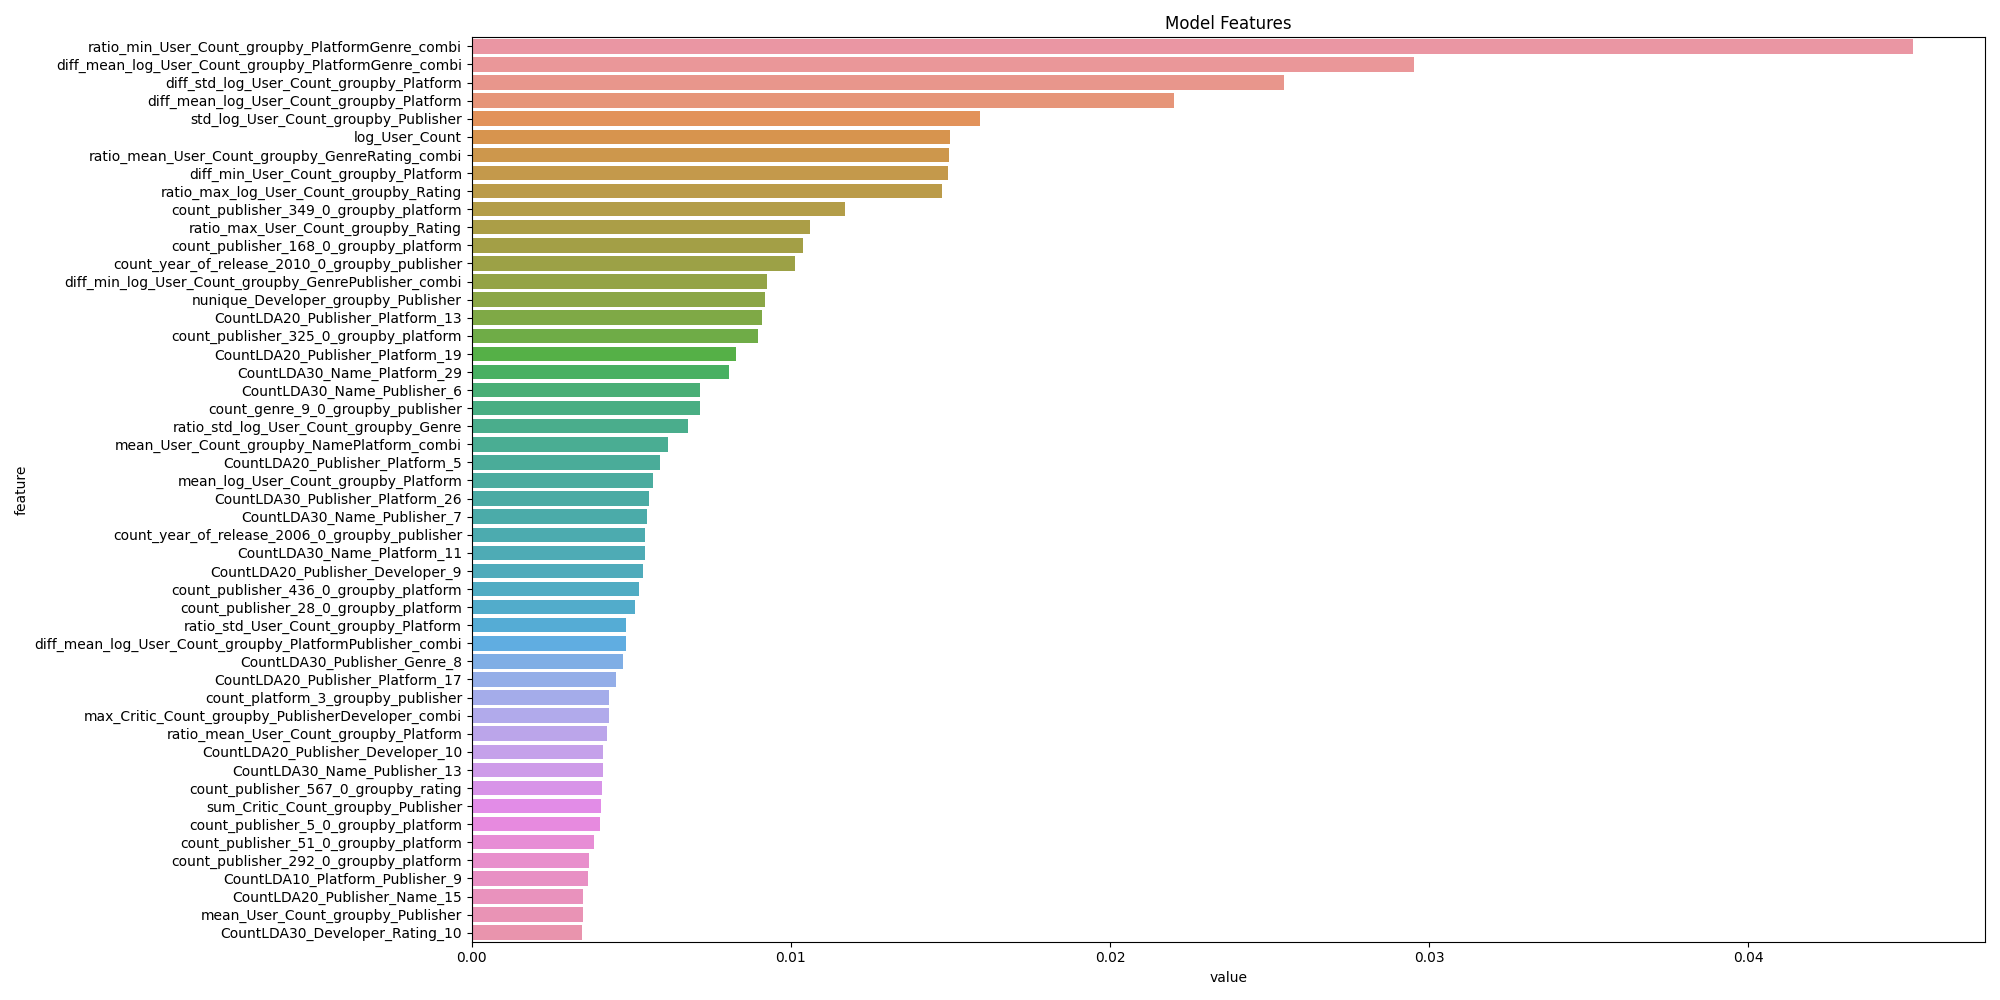 Model Features
ratio_min_User_Count_groupby_PlatformGenre_combi
diff_mean_log_User_Count_groupby_PlatformGenre_combi
diff_std_log_User_Count_groupby_Platform
diff_mean_log_User_Count_groupby_Platform
std_log_User_Count_groupby_Publisher
log_User_Count
ratio_mean_User_Count_groupby_GenreRating_combi
diff_min_User_Count_groupby_Platform
ratio_max_log_User_Count_groupby_Rating
count_publisher_349_0_groupby_platform
ratio_max_User_Count_groupby_Rating
count_publisher_168_0_groupby_platform
count_year_of_release_2010_0_groupby_publisher
diff_min_log_User_Count_groupby_GenrePublisher_combi
nunique_Developer_groupby_Publisher
CountLDA20_Publisher_Platform_13
count_publisher_325_0_groupby_platform
CountLDA20_Publisher_Platform_19
CountLDA30_Name_Platform_29
CountLDA30_Name_Publisher_6
count_genre_9_0_groupby_publisher
ratio_std_log_User_Count_groupby_Genre
mean_User_Count_groupby_NamePlatform_combi
CountLDA20_Publisher_Platform_5
mean_log_User_Count_groupby_Platform
CountLDA30_Publisher_Platform_26
CountLDA30_Name_Publisher_7
count_year_of_release_2006_0_groupby_publisher
CountLDA30_Name_Platform_11
CountLDA20_Publisher_Developer_9
count_publisher_436_0_groupby_platform
count_publisher_28_0_groupby_platform
ratio_std_User_Count_groupby_Platform
diff_mean_log_User_Count_groupby_PlatformPublisher_combi
CountLDA30_Publisher_Genre_8
CountLDA20_Publisher_Platform_17
count_platform_3_groupby_publisher
max_Critic_Count_groupby_PublisherDeveloper_combi
ratio_mean_User_Count_groupby_Platform
CountLDA20_Publisher_Developer_10
CountLDA30_Name_Publisher_13
count_publisher_567_0_groupby_rating
sum_Critic_Count_groupby_Publisher
count_publisher_5_0_groupby_platform
count_publisher_51_0_groupby_platform
count_publisher_292_0_groupby_platform
CountLDA10_Platform_Publisher_9
CountLDA20_Publisher_Name_15
mean_User_Count_groupby_Publisher
CountLDA30_Developer_Rating_10
feature
0.00 0.01 0.02 0.03 0.04
value